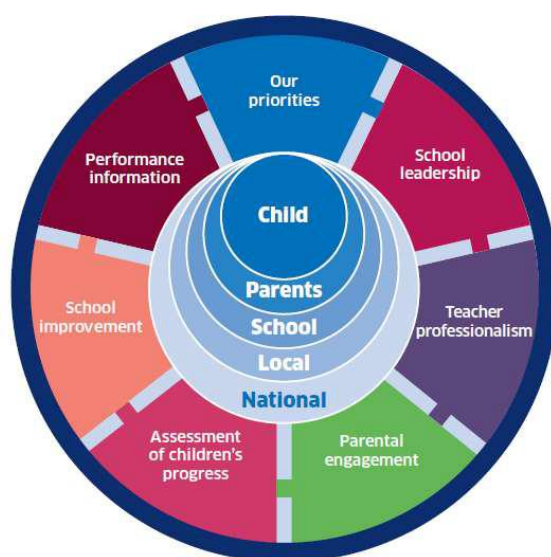 Our
priorities
School
leadership
Teacher
professionalism
Parental
engagement
Assessment
of children's
progress
School
improvement
Performance
information
Child
Parents
School
Local
National